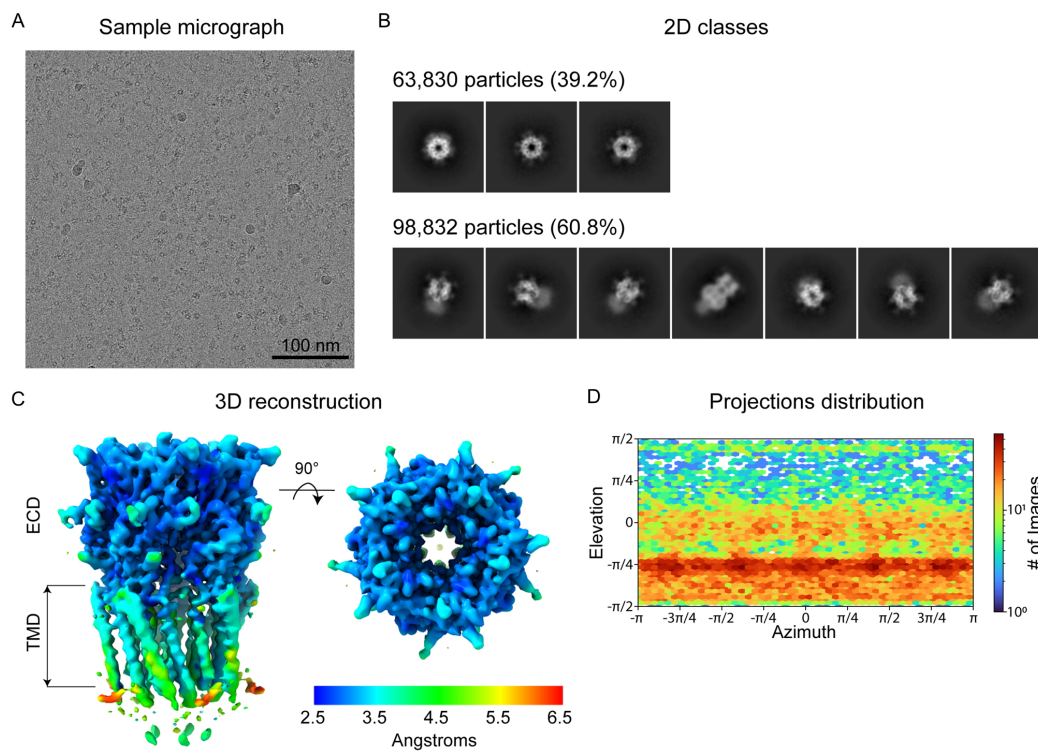 A
Sample micrograph
100 nm
B
2D classes
63,830 particles (39.2%)
98,832 particles (60.8%)
C
3D reconstruction
90°
ECD
TMD
2.5 3.5 4.5 5.5 6.5
Angstroms
D
Projections distribution
π/2
π/4
0
-π/4
-π/2
Elevation
-π -3π/4 -π/2 -π/4 0 π/4 π/2 3π/4 π
Azimuth
10¹
10⁰
# of Images